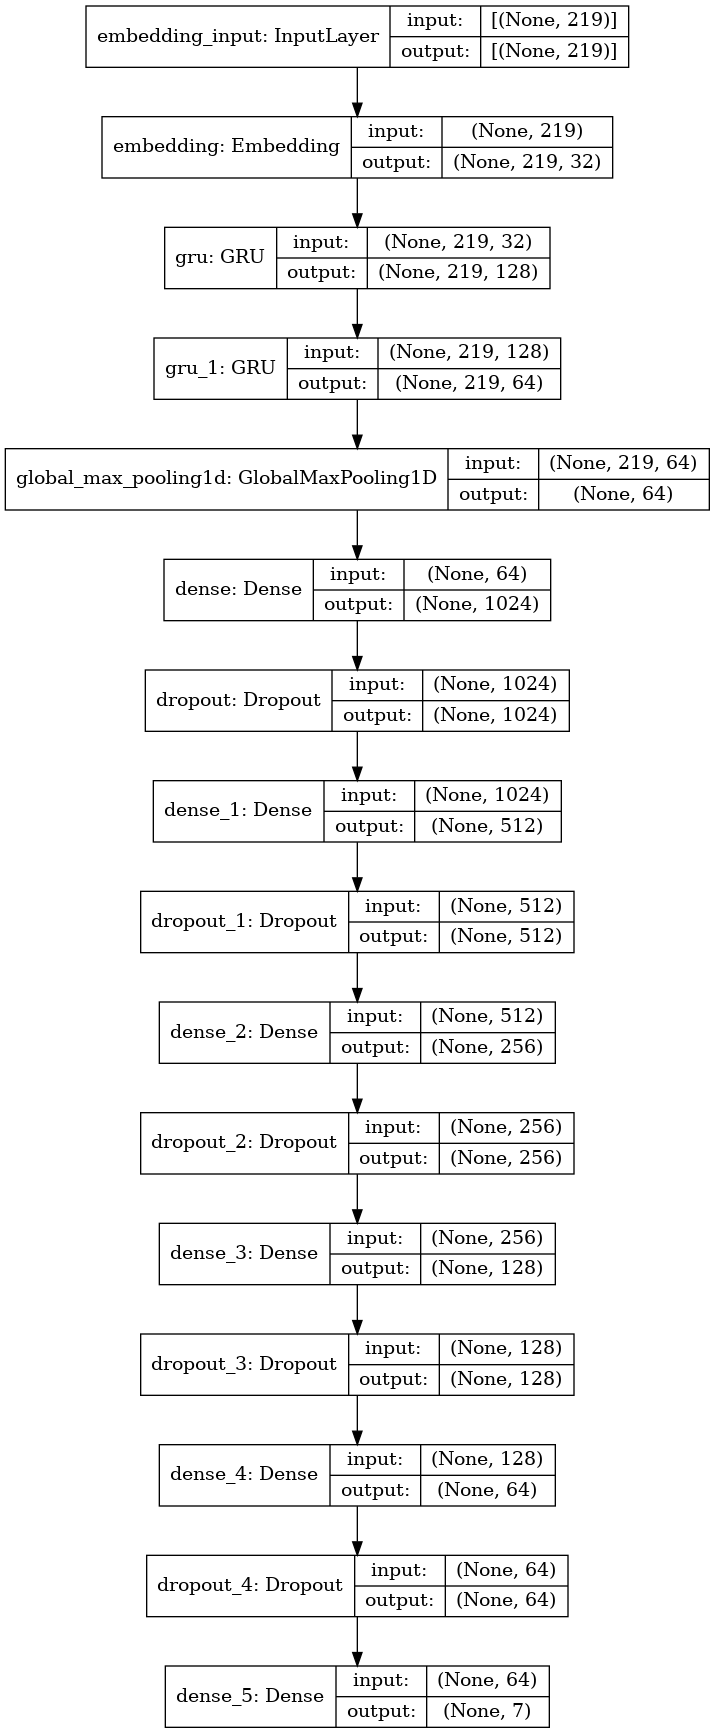 embedding_input: InputLayer input: [(None, 219)]
output: [(None, 219)]
embedding: Embedding input: (None, 219)
output: (None, 219, 32)
gru: GRU input: (None, 219, 32)
output: (None, 219, 128)
gru_1: GRU input: (None, 219, 128)
output: (None, 219, 64)
global_max_pooling1d: GlobalMaxPooling1D input: (None, 219, 64)
output: (None, 64)
dense: Dense input: (None, 64)
output: (None, 1024)
dropout: Dropout input: (None, 1024)
output: (None, 1024)
dense_1: Dense input: (None, 1024)
output: (None, 512)
dropout_1: Dropout input: (None, 512)
output: (None, 512)
dense_2: Dense input: (None, 512)
output: (None, 256)
dropout_2: Dropout input: (None, 256)
output: (None, 256)
dense_3: Dense input: (None, 256)
output: (None, 128)
dropout_3: Dropout input: (None, 128)
output: (None, 128)
dense_4: Dense input: (None, 128)
output: (None, 64)
dropout_4: Dropout input: (None, 64)
output: (None, 64)
dense_5: Dense input: (None, 64)
output: (None, 7)